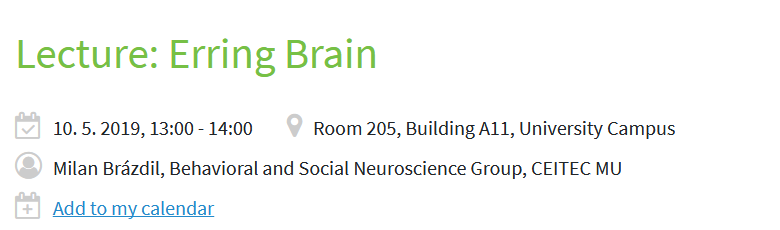 Lecture: Erring Brain
10. 5. 2019, 13:00 - 14:00 Room 205, Building A11, University Campus
Milan Brázdil, Behavioral and Social Neuroscience Group, CEITEC MU
Add to my calendar